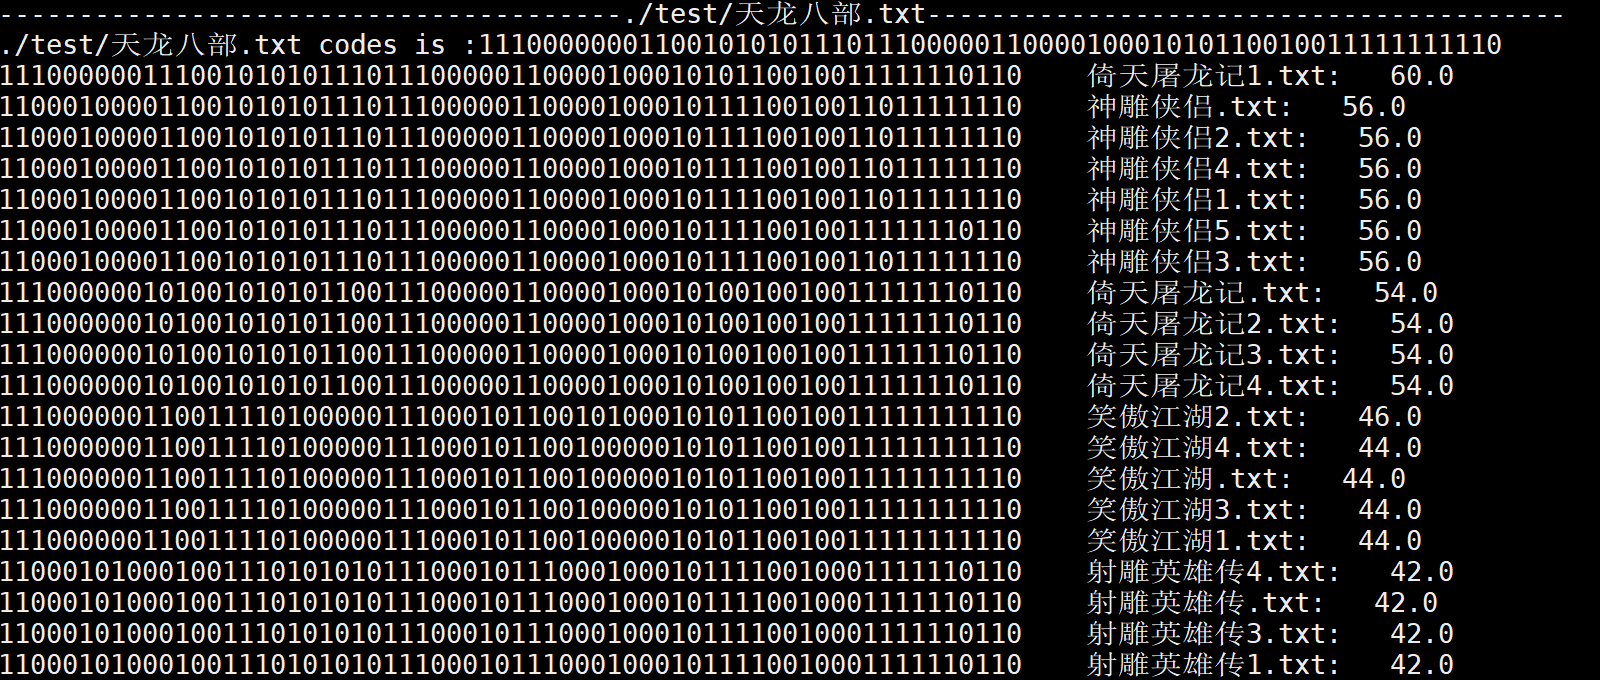 ---------------------------------------./test/天龙八部.txt----------------------------------------
./test/天龙八部.txt codes is :1110000000110010101011101110000011000010001010110010011111111110
1110000001110010101011101110000011000010001010110010011111110110    倚天屠龙记1.txt:   60.0
1100010000110010101011101110000011000010001011110010011011111110    神雕侠侣.txt:   56.0
1100010000110010101011101110000011000010001011110010011011111110    神雕侠侣2.txt:   56.0
1100010000110010101011101110000011000010001011110010011011111110    神雕侠侣4.txt:   56.0
1100010000110010101011101110000011000010001011110010011011111110    神雕侠侣1.txt:   56.0
1100010000110010101011101110000011000010001011110010011111110110    神雕侠侣5.txt:   56.0
1100010000110010101011101110000011000010001011110010011011111110    神雕侠侣3.txt:   56.0
1110000001010010101011001110000011000010001010010010011111110110    倚天屠龙记.txt:   54.0
1110000001010010101011001110000011000010001010010010011111110110    倚天屠龙记2.txt:   54.0
1110000001010010101011001110000011000010001010010010011111110110    倚天屠龙记3.txt:   54.0
1110000001010010101011001110000011000010001010010010011111110110    倚天屠龙记4.txt:   54.0
1110000001100111101000001110001011001010001010110010011111111110    笑傲江湖2.txt:   46.0
1110000001100111101000001110001011001000001010110010011111111110    笑傲江湖4.txt:   44.0
1110000001100111101000001110001011001000001010110010011111111110    笑傲江湖.txt:   44.0
1110000001100111101000001110001011001000001010110010011111111110    笑傲江湖3.txt:   44.0
1110000001100111101000001110001011001000001010110010011111111110    笑傲江湖1.txt:   44.0
1100010100010011101010101110001011100010001011110010001111110110    射雕英雄传4.txt:   42.0
1100010100010011101010101110001011100010001011110010001111110110    射雕英雄传.txt:   42.0
1100010100010011101010101110001011100010001011110010001111110110    射雕英雄传3.txt:   42.0
1100010100010011101010101110001011100010001011110010001111110110    射雕英雄传1.txt:   42.0